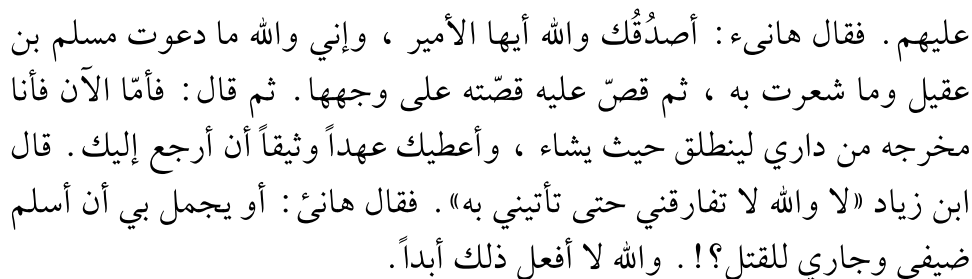 عليهم. فقال هانىء: أصدُقُك والله أيها الأمير ، وإني والله ما دعوت مسلم بن
عقيل وما شعرت به ، ثم قصّ عليه قصّته على وجهها. ثم قال: فأمّا الآن فأنا
مخرجه من داري لينطلق حيث يشاء ، وأعطيك عهداً وثيقاً أن أرجع إليك. قال
ابن زياد «لا والله لا تفارقني حتى تأتيني به». فقال هانئ: أو يجمل بي أن أسلم
ضيفي وجاري للقتل؟!. والله لا أفعل ذلك أبداً.